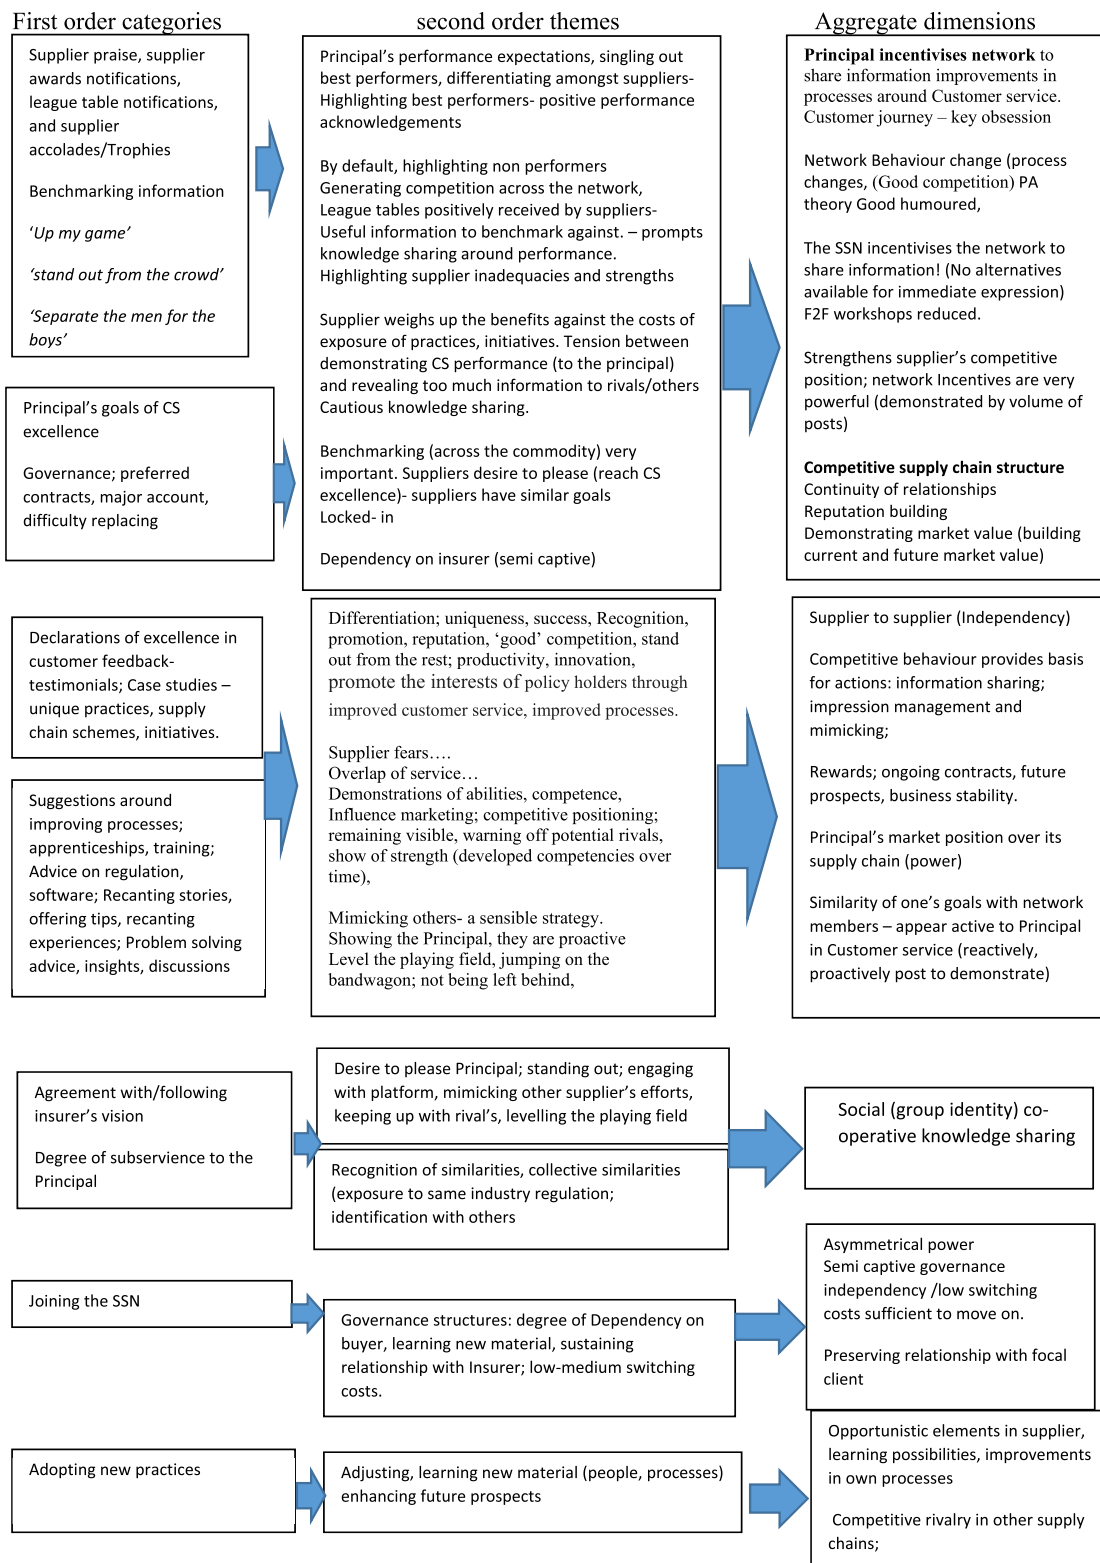 First order categories
second order themes
Aggregate dimensions
Supplier praise, supplier
awards notifications,
league table notifications,
and supplier
accolades/Trophies
Benchmarking information
‘Up my game’
‘stand out from the crowd’
‘Separate the men for the
boys’
Principal’s goals of CS
excellence
Governance; preferred
contracts, major account,
difficulty replacing
Principal’s performance expectations, singling out
best performers, differentiating amongst suppliers-
Highlighting best performers- positive performance
acknowledgements
By default, highlighting non performers
Generating competition across the network,
League tables positively received by suppliers-
Useful information to benchmark against. – prompts
knowledge sharing around performance.
Highlighting supplier inadequacies and strengths
Supplier weighs up the benefits against the costs of
exposure of practices, initiatives. Tension between
demonstrating CS performance (to the principal)
and revealing too much information to rivals/others
Cautious knowledge sharing.
Benchmarking (across the commodity) very
important. Suppliers desire to please (reach CS
excellence)- suppliers have similar goals
Locked- in
Dependency on insurer (semi captive)
Principal incentivises network to
share information improvements in
processes around Customer service.
Customer journey – key obsession
Network Behaviour change (process
changes, (Good competition) PA
theory Good humoured,
The SSN incentivises the network to
share information! (No alternatives
available for immediate expression)
F2F workshops reduced.
Strengthens supplier’s competitive
position; network Incentives are very
powerful (demonstrated by volume of
posts)
Competitive supply chain structure
Continuity of relationships
Reputation building
Demonstrating market value (building
current and future market value)
Declarations of excellence in
customer feedback-
testimonials; Case studies –
unique practices, supply
chain schemes, initiatives.
Suggestions around
improving processes;
apprenticeships, training;
Advice on regulation,
software; Recanting stories,
offering tips, recanting
experiences; Problem solving
advice, insights, discussions
Differentiation; uniqueness, success, Recognition,
promotion, reputation, ‘good’ competition, stand
out from the rest; productivity, innovation,
promote the interests of policy holders through
improved customer service, improved processes.
Supplier fears….
Overlap of service…
Demonstrations of abilities, competence,
Influence marketing; competitive positioning;
remaining visible, warning off potential rivals,
show of strength (developed competencies over
time),
Mimicking others- a sensible strategy.
Showing the Principal, they are proactive
Level the playing field, jumping on the
bandwagon; not being left behind,
Supplier to supplier (Independency)
Competitive behaviour provides basis
for actions: information sharing;
impression management and
mimicking;
Rewards; ongoing contracts, future
prospects, business stability.
Principal’s market position over its
supply chain (power)
Similarity of one’s goals with network
members – appear active to Principal
in Customer service (reactively,
proactively post to demonstrate)
Agreement with/following
insurer’s vision
Degree of subservience to the
Principal
Desire to please Principal; standing out; engaging
with platform, mimicking other supplier’s efforts,
keeping up with rival’s, levelling the playing field
Recognition of similarities, collective similarities
(exposure to same industry regulation;
identification with others
Social (group identity) co-
operative knowledge sharing
Joining the SSN
Governance structures: degree of Dependency on
buyer, learning new material, sustaining
relationship with Insurer; low-medium switching
costs.
Asymmetrical power
Semi captive governance
independency /low switching
costs sufficient to move on.
Preserving relationship with focal
client
Adopting new practices
Adjusting, learning new material (people, processes)
enhancing future prospects
Opportunistic elements in supplier,
learning possibilities, improvements
in own processes
Competitive rivalry in other supply
chains;